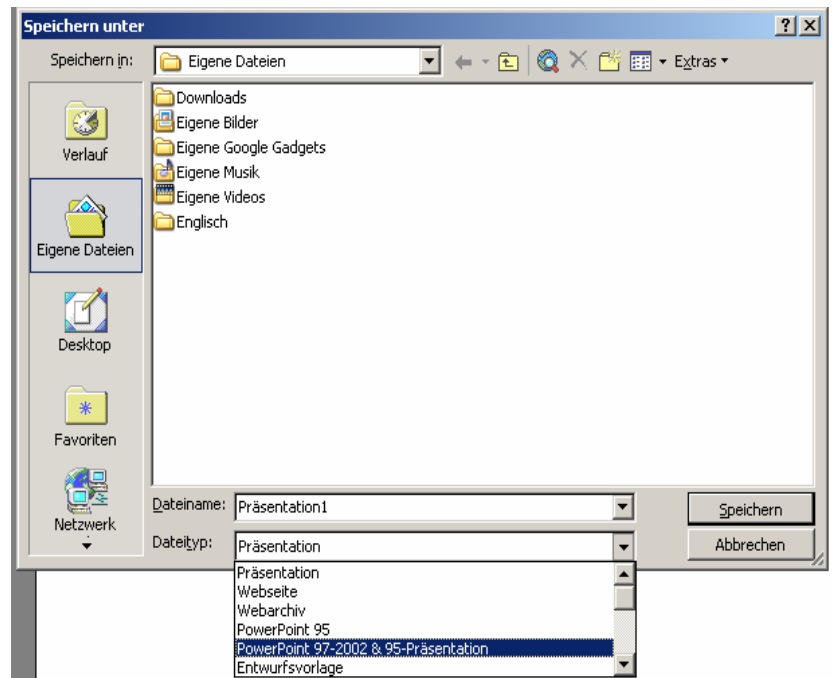 Speichern unter
Speichern in:
Eigene Dateien
Extras
Verlauf
Eigene Dateien
Desktop
Favoriten
Netzwerk
Downloads
Eigene Bilder
Eigene Google Gadgets
Eigene Musik
Eigene Videos
Englisch
Dateiname:
Präsentation1
Speichern
Dateityp:
Präsentation
Abbrechen
Präsentation
Webseite
Webarchiv
PowerPoint 95
PowerPoint 97-2002 & 95-Präsentation
Entwurfsvorlage